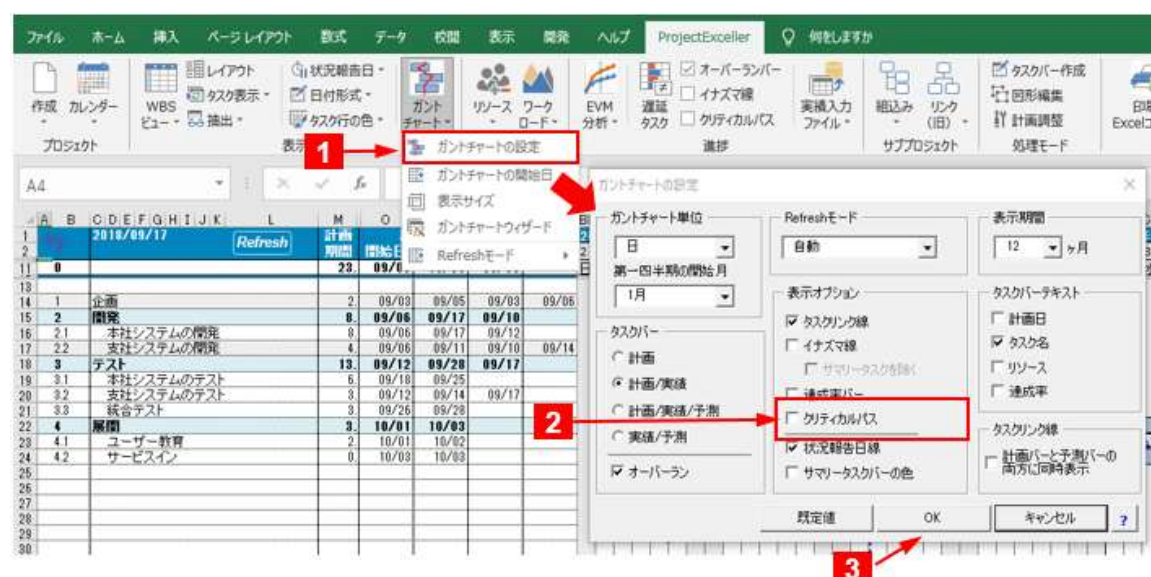 ファイル ホーム 挿入 ページレイアウト 数式 データ 校閲 表示 開発 ヘルプ ProjectExceller 何をしますか
作成 カレンダー WBSビュー レイアウト タスク表示 抽出
状況報告日 日付形式 タスク行の色 ガントチャート
リソース ワークロード EVM分析 遅延タスク
オーバーランバー
イナズマ線
クリティカルパス
実績入力ファイル 組込み リンク(旧)
タスクバー作成
図形編集
計画調整
Excel
プロジェクト 表示 進捗 サブプロジェクト 処理モード
1
ガントチャートの設定
ガントチャートの開始日
表示サイズ
ガントチャートウィザード
Refreshモード
A4
A B C D E F G H I J K L M O
2018/09/17 Refresh 計画期間
11 0 23.
13
14 1 企画 2. 09/03 09/05 09/03 09/06
15 2 開発 8. 09/06 09/17 09/10
16 2.1 本社システムの開発 8. 09/06 09/17 09/12
17 2.2 支社システムの開発 4. 09/06 09/11 09/10 09/14
18 3 テスト 13. 09/12 09/28 09/17
19 3.1 本社システムのテスト 6. 09/18 09/25
20 3.2 支社システムのテスト 3. 09/12 09/14 09/17
21 3.3 統合テスト 3. 09/26 09/28
22 4 展開 3. 10/01 10/03
23 4.1 ユーザー教育 2. 10/01 10/02
24 4.2 サービスイン 0. 10/03 10/03
25
26
27
28
29
30
ガントチャートの設定
ガントチャート単位
日
第一四半期の開始月
1月
タスクバー
計画
計画/実績
計画/実績/予測
実績/予測
オーバーラン
Refreshモード
自動
表示オプション
タスクリンク線
イナズマ線
サマリータスクを除く
達成率バー
2
クリティカルパス
状況報告日線
サマリータスクバーの色
表示期間
12 ヶ月
タスクバーテキスト
計画日
タスク名
リソース
達成率
タスクリンク線
計画バーと予測バーの
両方に同時表示
既定値 OK キャンセル ?
3